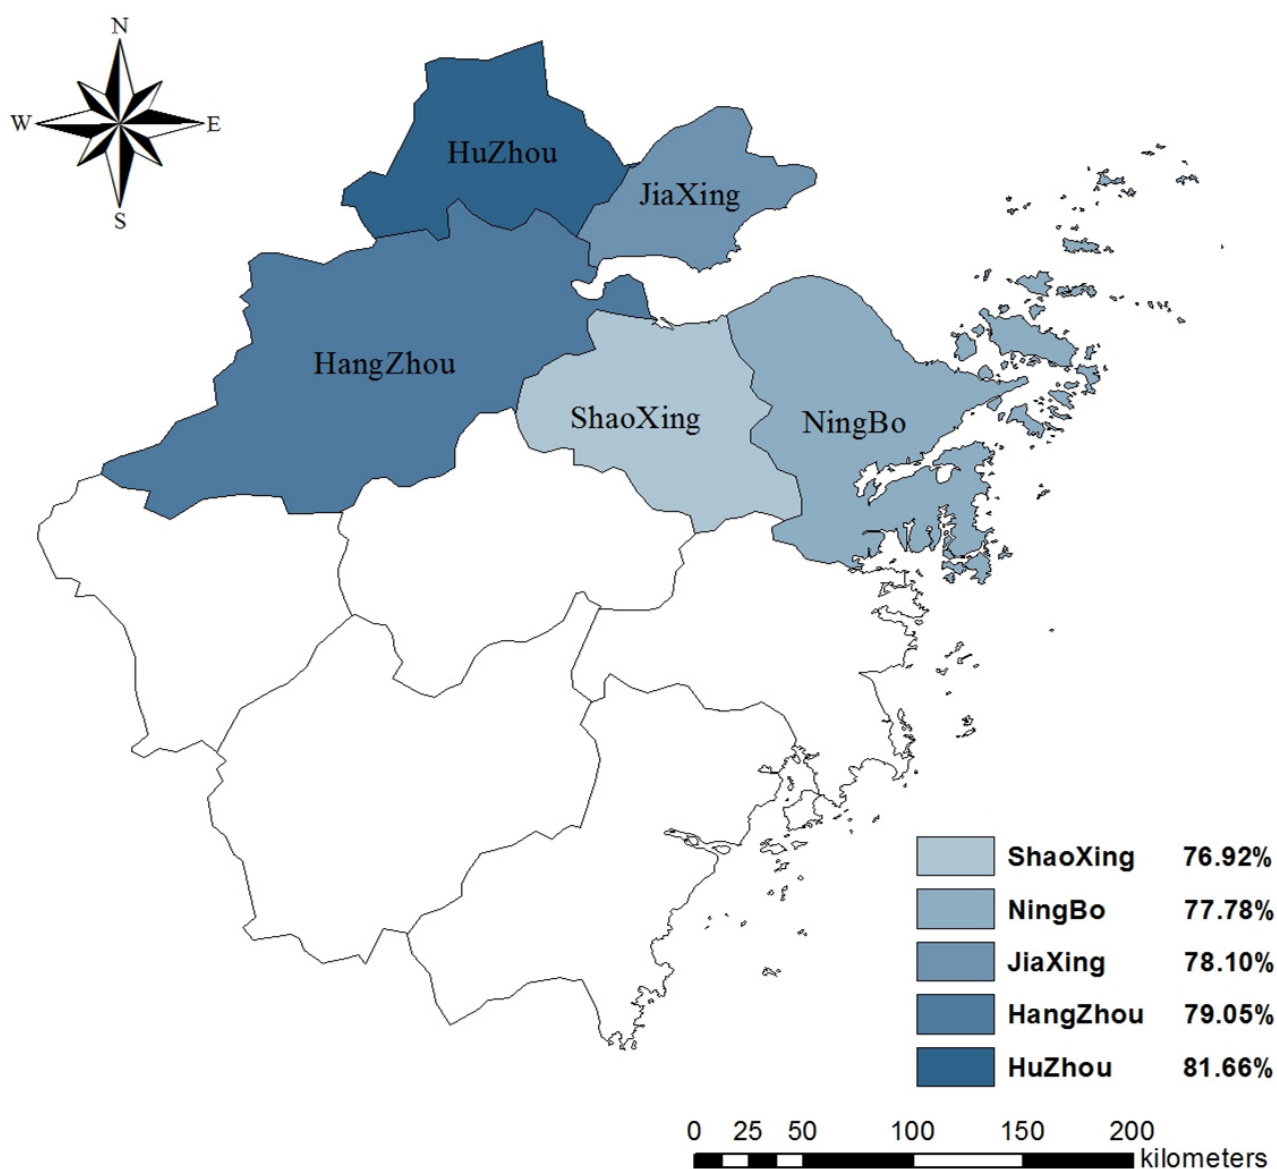 N
W E
S
HuZhou
JiaXing
HangZhou
ShaoXing
NingBo
ShaoXing 76.92%
NingBo 77.78%
JiaXing 78.10%
HangZhou 79.05%
HuZhou 81.66%
0 25 50 100 150 200
kilometers